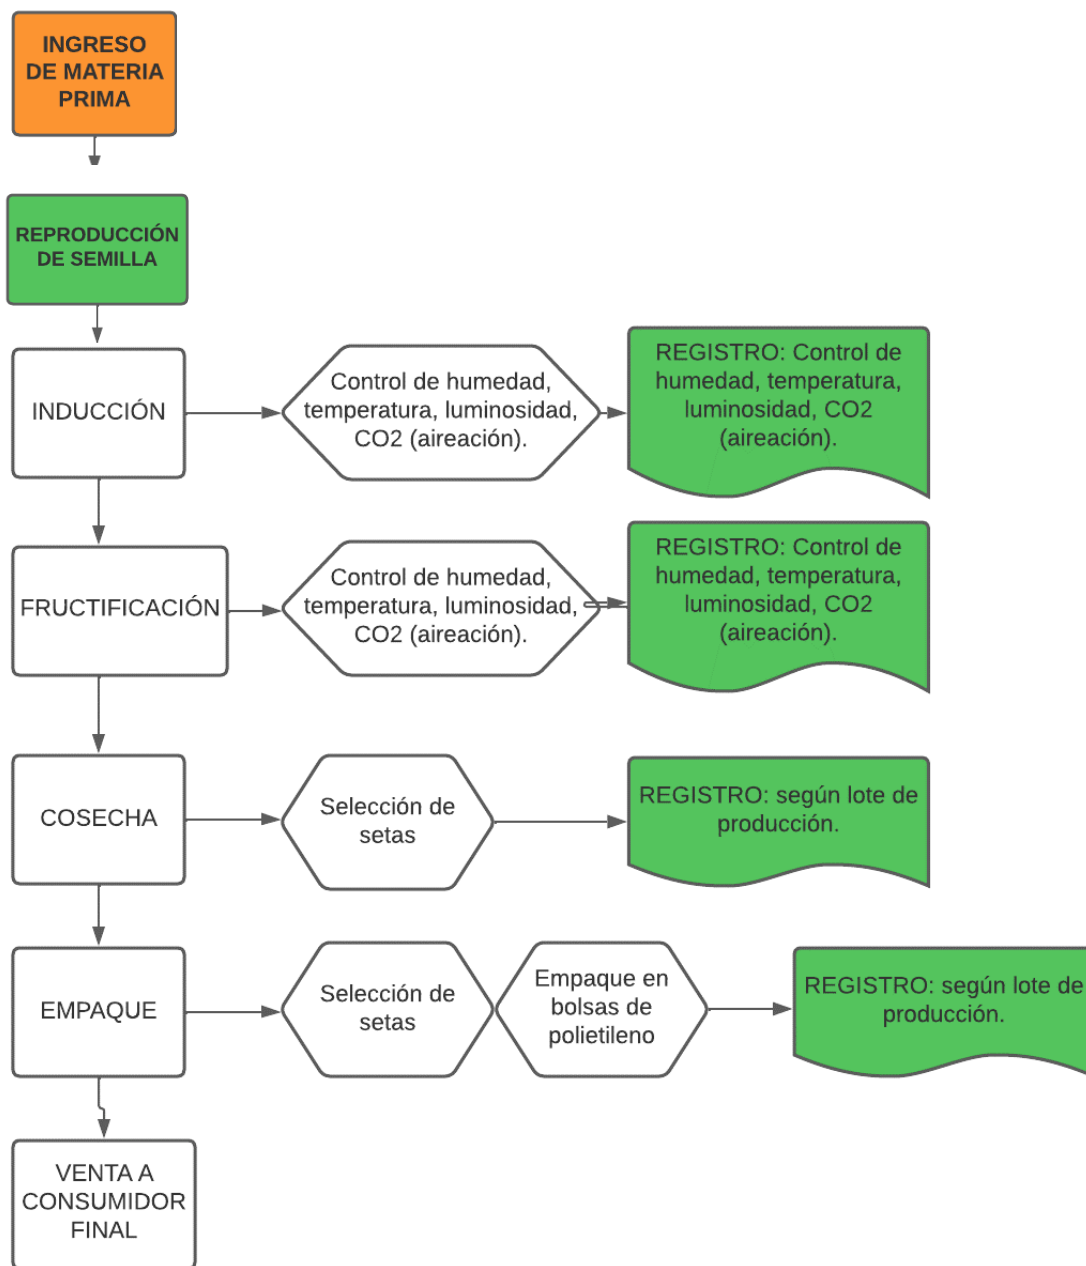 INGRESO
DE MATERIA
PRIMA
REPRODUCCIÓN
DE SEMILLA
INDUCCIÓN
Control de humedad,
temperatura, luminosidad,
CO2 (aireación).
REGISTRO: Control de
humedad, temperatura,
luminosidad, CO2
(aireación).
FRUCTIFICACIÓN
Control de humedad,
temperatura, luminosidad,
CO2 (aireación).
REGISTRO: Control de
humedad, temperatura,
luminosidad, CO2
(aireación).
COSECHA
Selección de
setas
REGISTRO: según lote de
producción.
EMPAQUE
Selección de
setas
Empaque en
bolsas de
polietileno
REGISTRO: según lote de
producción.
VENTA A
CONSUMIDOR
FINAL